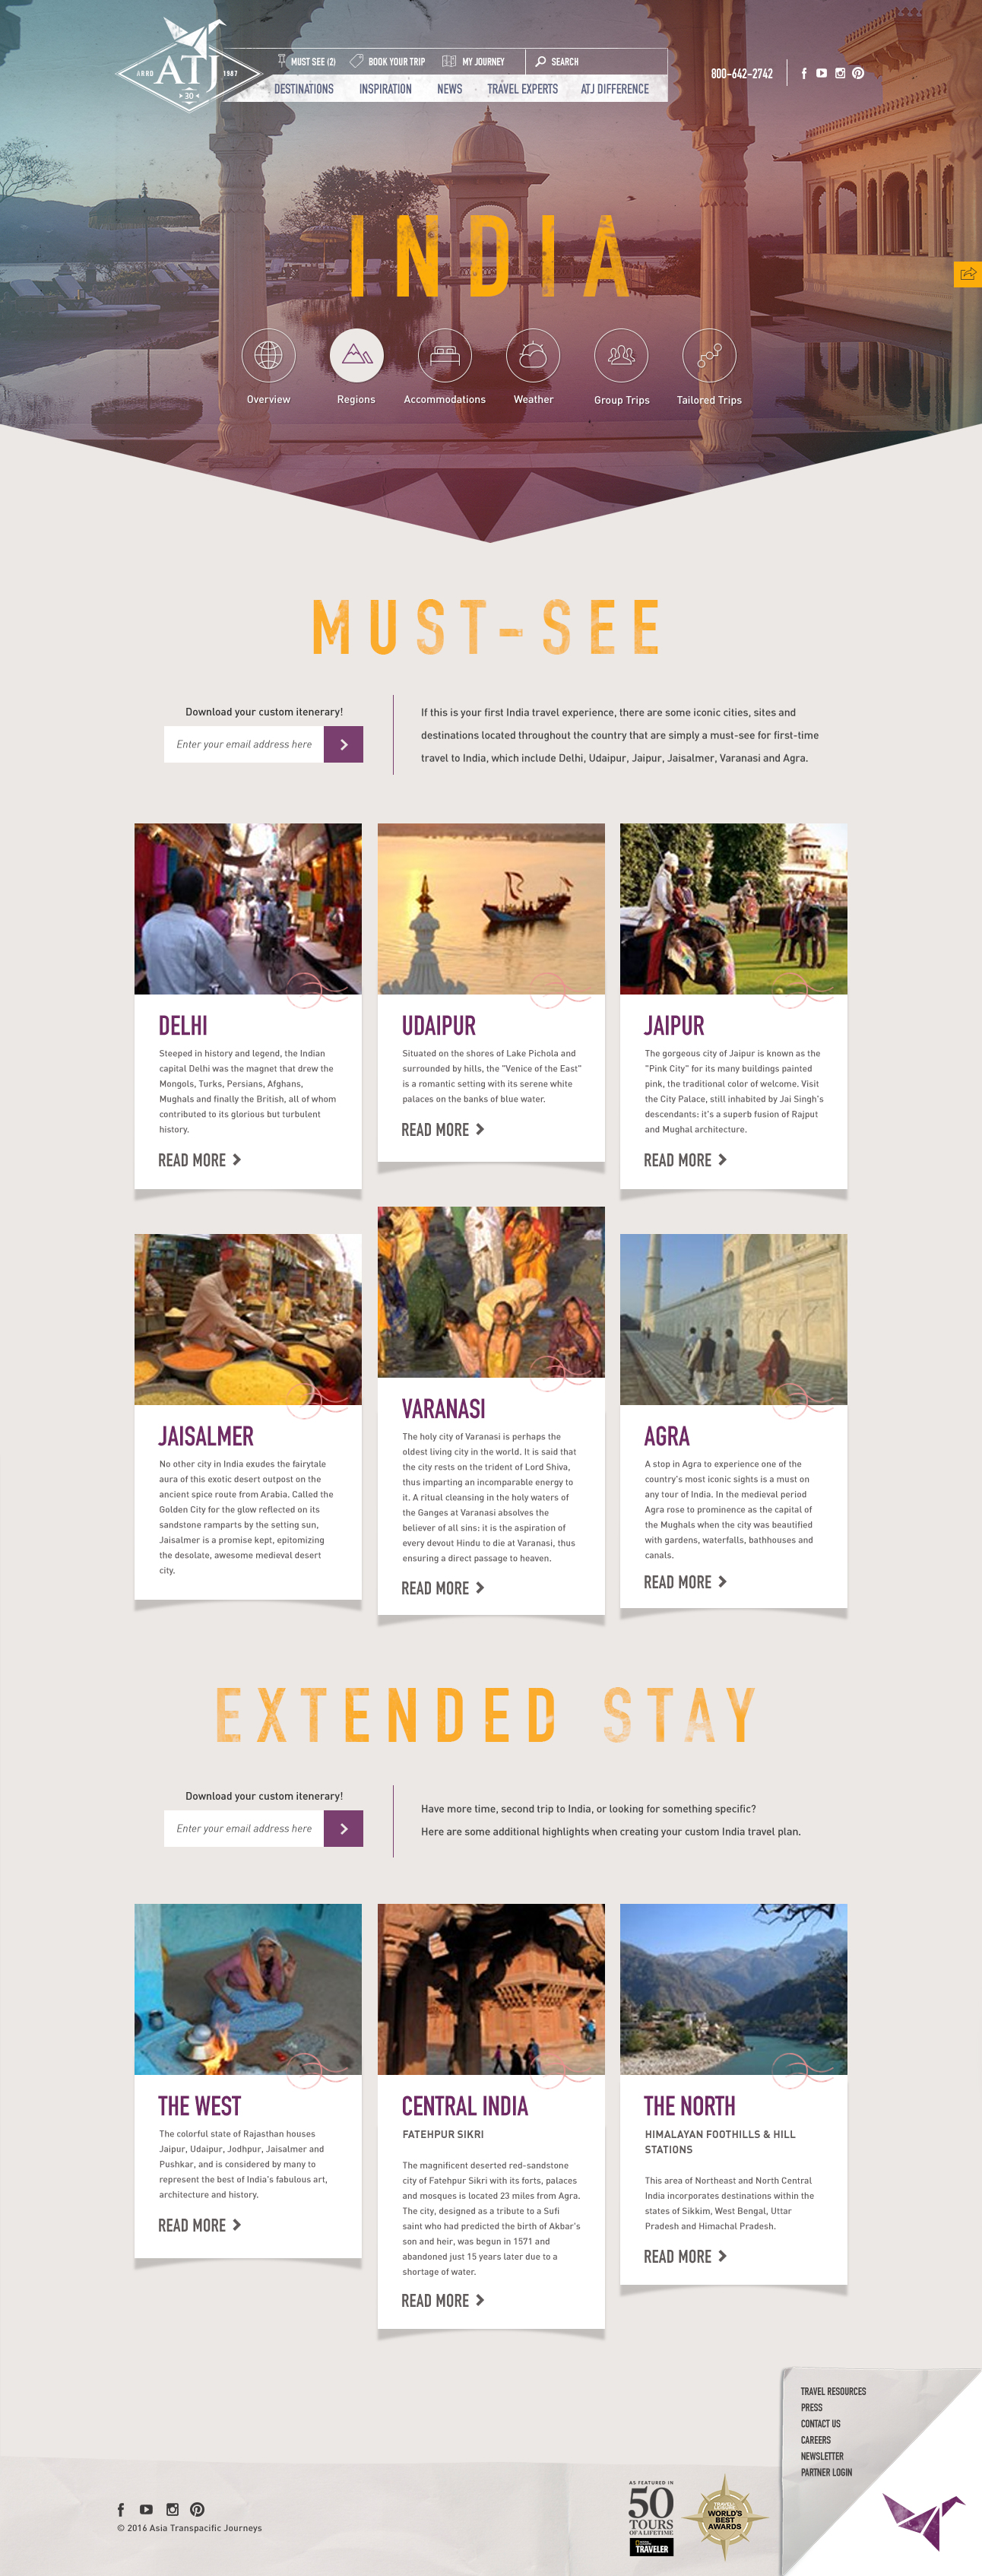 ABRD
ATJ
1987
30
MUST SEE (2)
BOOK YOUR TRIP
MY JOURNEY
SEARCH
800-642-2742
DESTINATIONS
INSPIRATION
NEWS
TRAVEL EXPERTS
ATJ DIFFERENCE
INDIA
Overview
Regions
Accommodations
Weather
Group Trips
Tailored Trips
MUST-SEE
Download your custom itenerary!
Enter your email address here
If this is your first India travel experience, there are some iconic cities, sites and
destinations located throughout the country that are simply a must-see for first-time
travel to India, which include Delhi, Udaipur, Jaipur, Jaisalmer, Varanasi and Agra.
DELHI
Steeped in history and legend, the Indian
capital Delhi was the magnet that drew the
Mongols, Turks, Persians, Afghans,
Mughals and finally the British, all of whom
contributed to its glorious but turbulent
history.
READ MORE
UDAIPUR
Situated on the shores of Lake Pichola and
surrounded by hills, the "Venice of the East"
is a romantic setting with its serene white
palaces on the banks of blue water.
READ MORE
JAIPUR
The gorgeous city of Jaipur is known as the
"Pink City" for its many buildings painted
pink, the traditional color of welcome. Visit
the City Palace, still inhabited by Jai Singh's
descendants: it's a superb fusion of Rajput
and Mughal architecture.
READ MORE
JAISALMER
No other city in India exudes the fairytale
aura of this exotic desert outpost on the
ancient spice route from Arabia. Called the
Golden City for the glow reflected on its
sandstone ramparts by the setting sun,
Jaisalmer is a promise kept, epitomizing
the desolate, awesome medieval desert
city.
VARANASI
The holy city of Varanasi is perhaps the
oldest living city in the world. It is said that
the city rests on the trident of Lord Shiva,
thus imparting an incomparable energy to
it. A ritual cleansing in the holy waters of
the Ganges at Varanasi absolves the
believer of all sins: it is the aspiration of
every devout Hindu to die at Varanasi, thus
ensuring a direct passage to heaven.
READ MORE
AGRA
A stop in Agra to experience one of the
country's most iconic sights is a must on
any tour of India. In the medieval period
Agra rose to prominence as the capital of
the Mughals when the city was beautified
with gardens, waterfalls, bathhouses and
canals.
READ MORE
EXTENDED STAY
Download your custom itenerary!
Enter your email address here
Have more time, second trip to India, or looking for something specific?
Here are some additional highlights when creating your custom India travel plan.
THE WEST
The colorful state of Rajasthan houses
Jaipur, Udaipur, Jodhpur, Jaisalmer and
Pushkar, and is considered by many to
represent the best of India's fabulous art,
architecture and history.
READ MORE
CENTRAL INDIA
FATEHPUR SIKRI
The magnificent deserted red-sandstone
city of Fatehpur Sikri with its forts, palaces
and mosques is located 23 miles from Agra.
The city, designed as a tribute to a Sufi
saint who had predicted the birth of Akbar's
son and heir, was begun in 1571 and
abandoned just 15 years later due to a
shortage of water.
READ MORE
THE NORTH
HIMALAYAN FOOTHILLS & HILL
STATIONS
This area of Northeast and North Central
India incorporates destinations within the
states of Sikkim, West Bengal, Uttar
Pradesh and Himachal Pradesh.
READ MORE
TRAVEL RESOURCES
PRESS
CONTACT US
CAREERS
NEWSLETTER
PARTNER LOGIN
© 2016 Asia Transpacific Journeys
AS FEATURED IN
50
TOURS
OF A LIFETIME
TRAVELER
WORLD'S
BEST
AWARDS